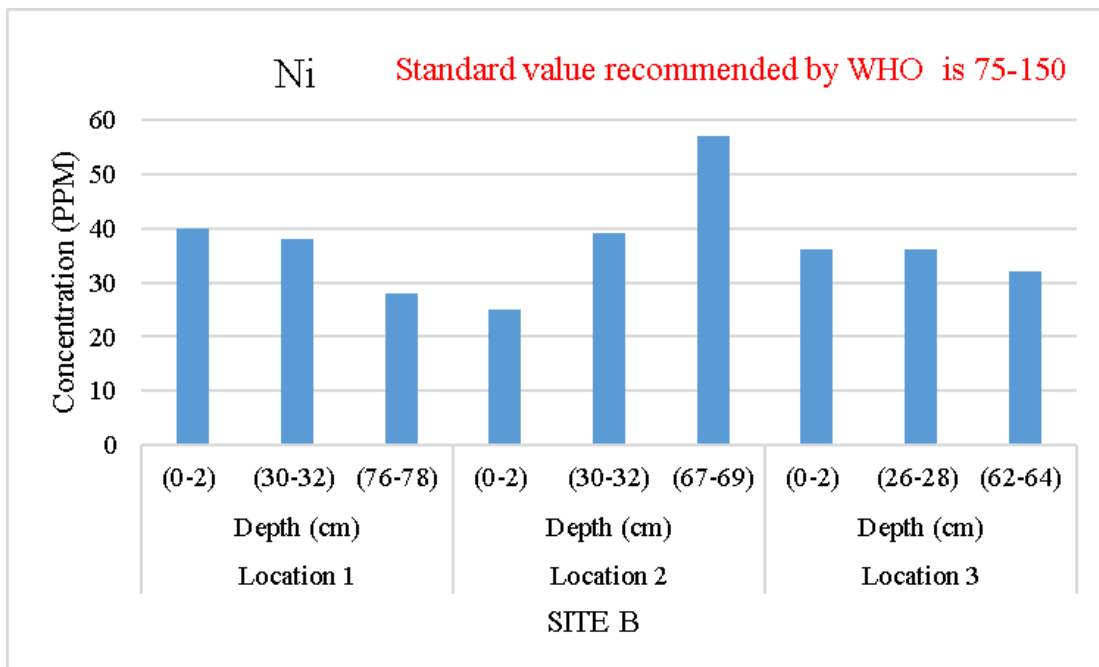 Ni
Standard value recommended by WHO is 75-150
Concentration (PPM)
60
50
40
30
20
10
0
(0-2) (30-32) (76-78) (0-2) (30-32) (67-69) (0-2) (26-28) (62-64)
Depth (cm) Depth (cm) Depth (cm)
Location 1 Location 2 Location 3
SITE B